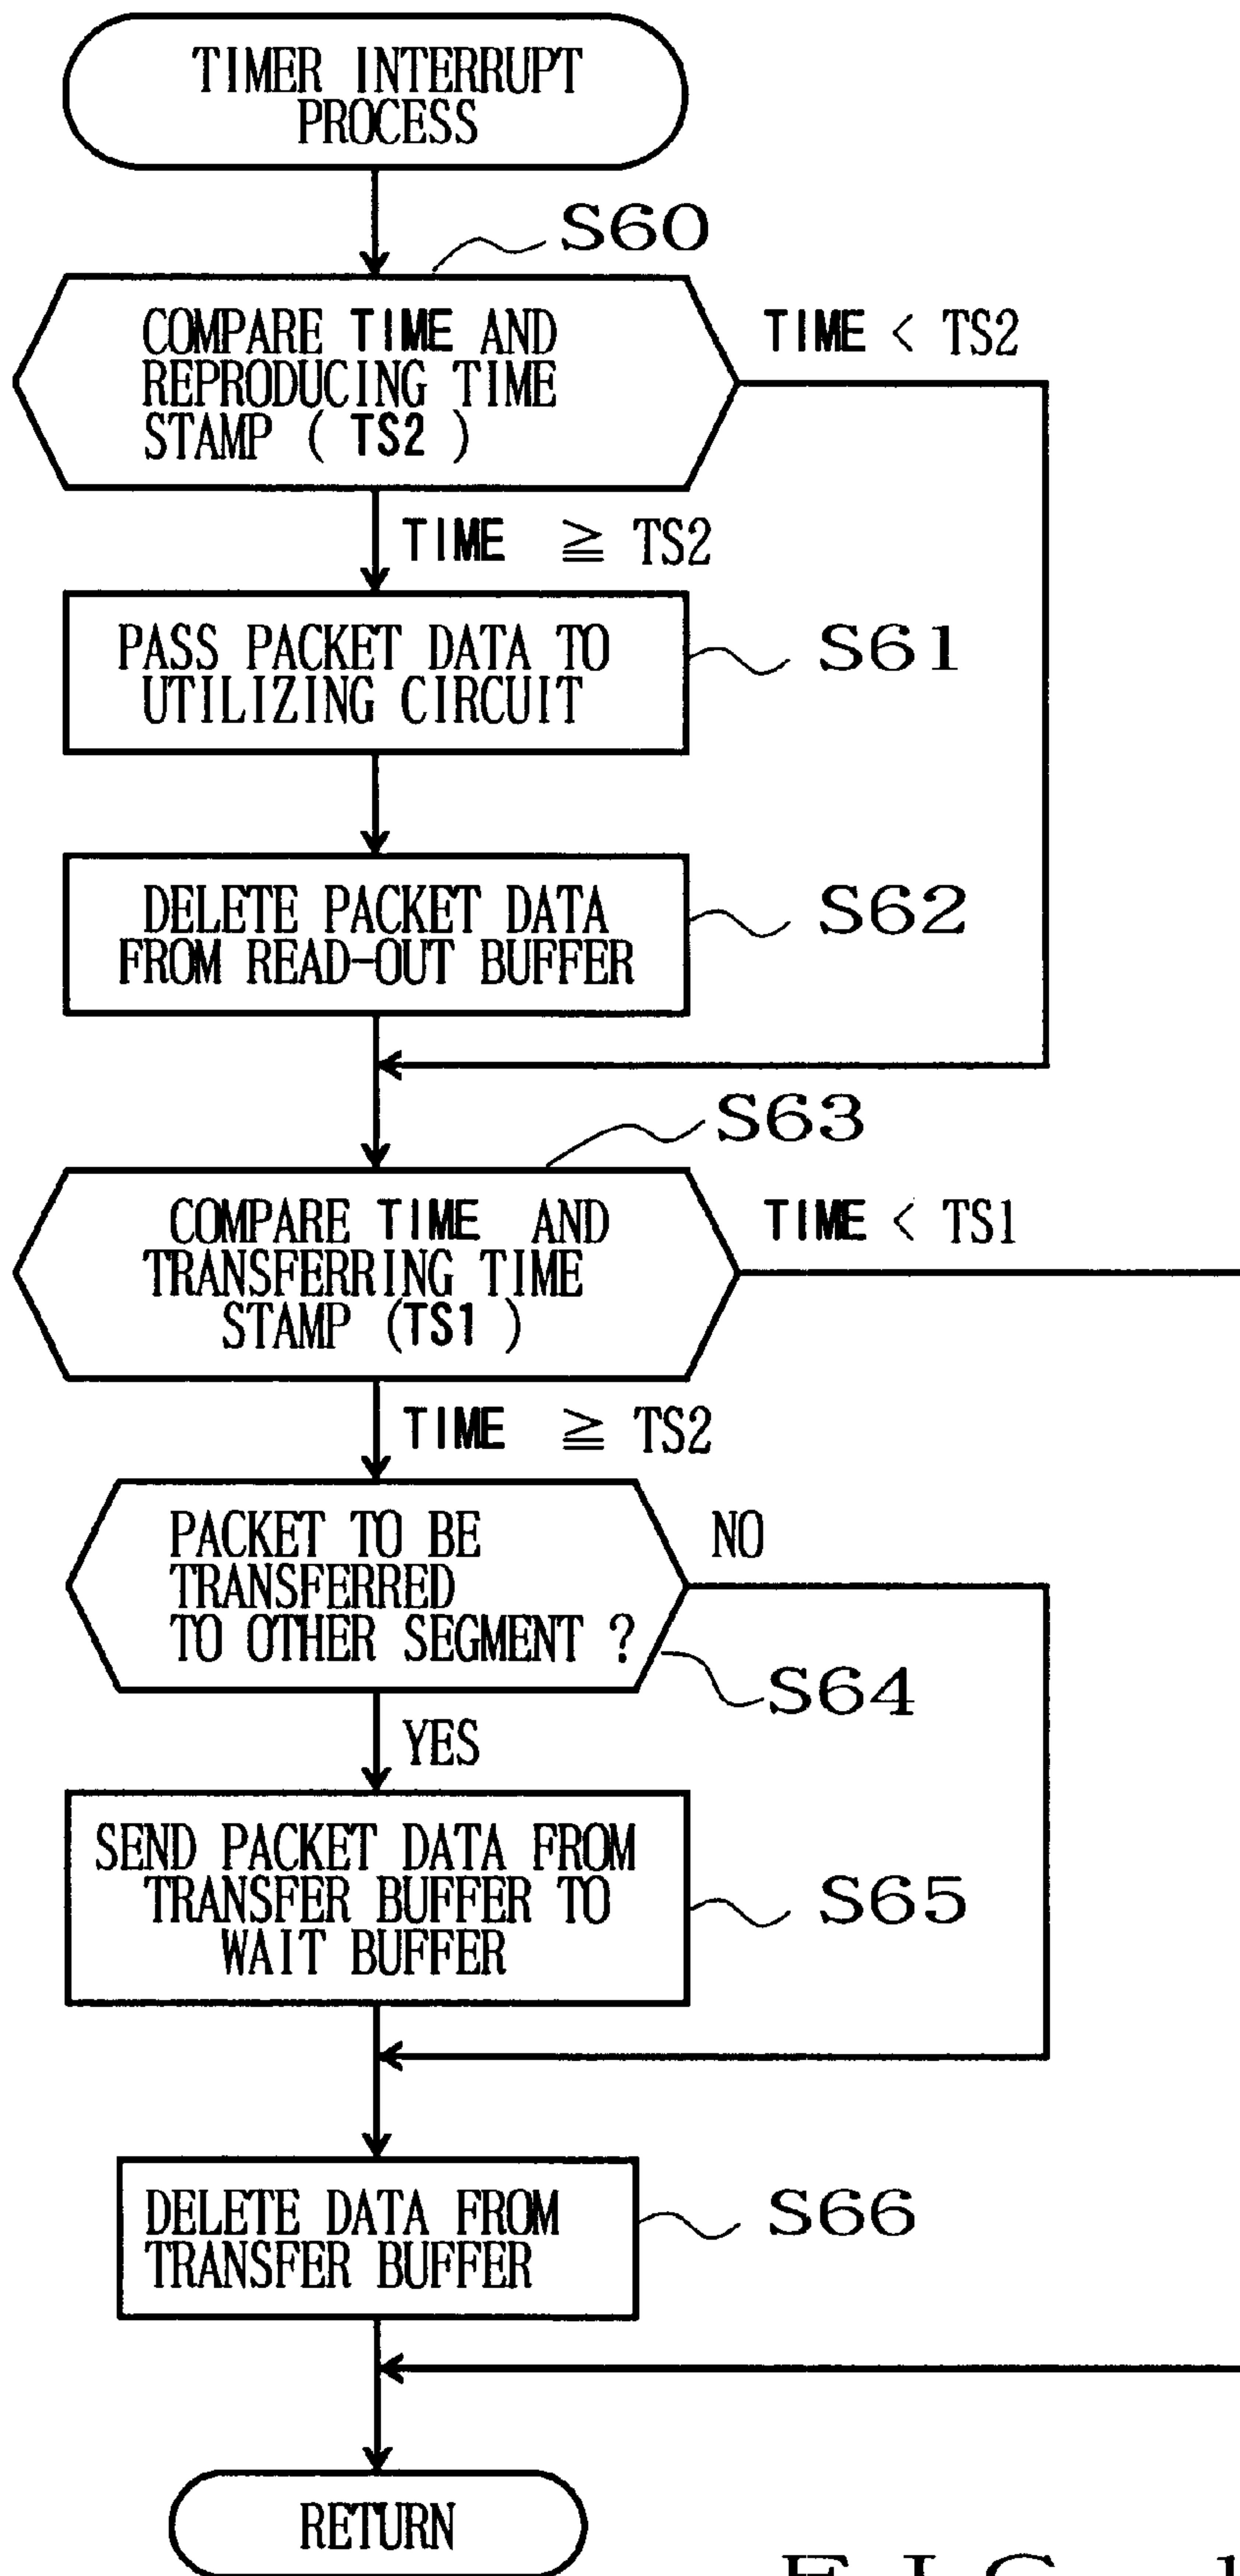 TIMER INTERRUPT
PROCESS
S60
COMPARE TIME AND
REPRODUCING TIME
STAMP ( TS2 )
TIME < TS2
TIME ≧ TS2
PASS PACKET DATA TO
UTILIZING CIRCUIT
S61
DELETE PACKET DATA
FROM READ-OUT BUFFER
S62
S63
COMPARE TIME AND
TRANSFERRING TIME
STAMP (TS1 )
TIME < TS1
TIME ≧ TS2
PACKET TO BE
TRANSFERRED
TO OTHER SEGMENT ?
NO
S64
YES
SEND PACKET DATA FROM
TRANSFER BUFFER TO
WAIT BUFFER
S65
DELETE DATA FROM
TRANSFER BUFFER
S66
RETURN